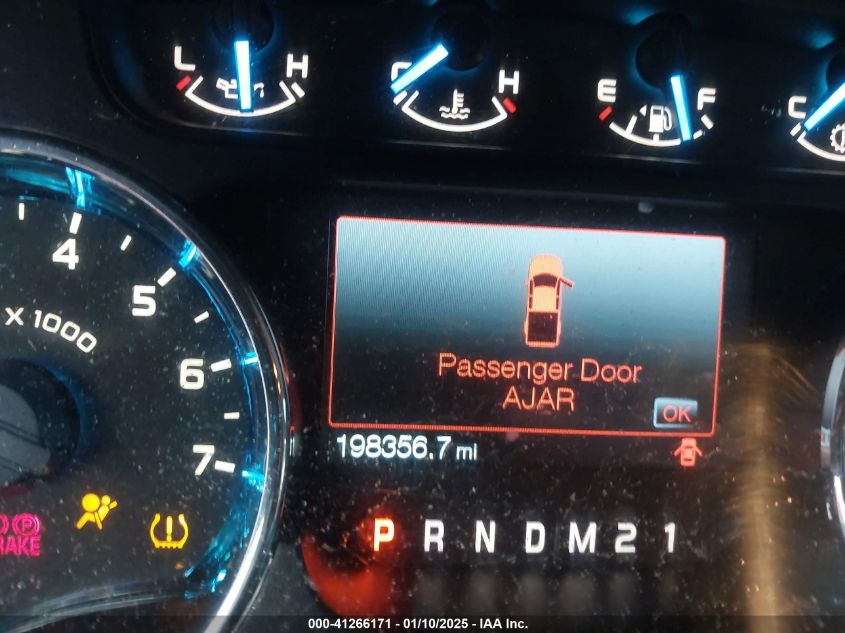 L H
C H
E F
C
4
5
x 1000
6
7
Passenger Door
AJAR
OK
198356.7 mi
P
RAKE
P R N D M 2 1
000-41266171 - 01/10/2025 - IAA Inc.